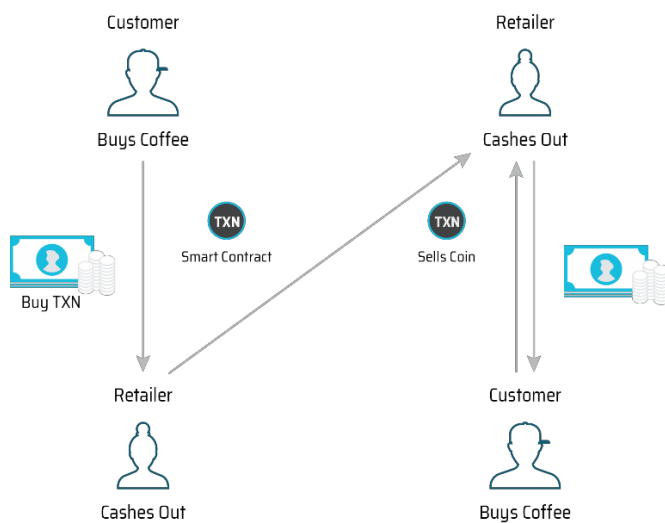 Customer
Retailer
Buys Coffee
Cashes Out
TXN
TXN
Smart Contract
Sells Coin
Buy TXN
Retailer
Customer
Cashes Out
Buys Coffee